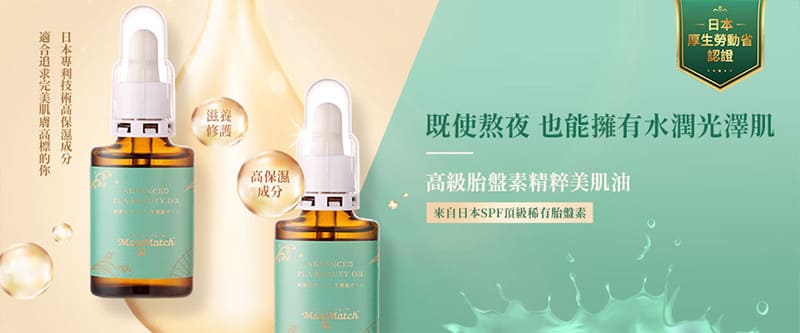 日本專利技術高保濕成分
適合追求完美肌膚高標的你
滋養
修護
高保濕
成分
ADVANCED
PLA BEAUTY OIL
MomMatch
ADVANCED
PLA BEAUTY OIL
MomMatch
日本
厚生勞動省
認證
既使熬夜 也能擁有水潤光澤肌
高級胎盤素精粹美肌油
來自日本SPF頂級稀有胎盤素